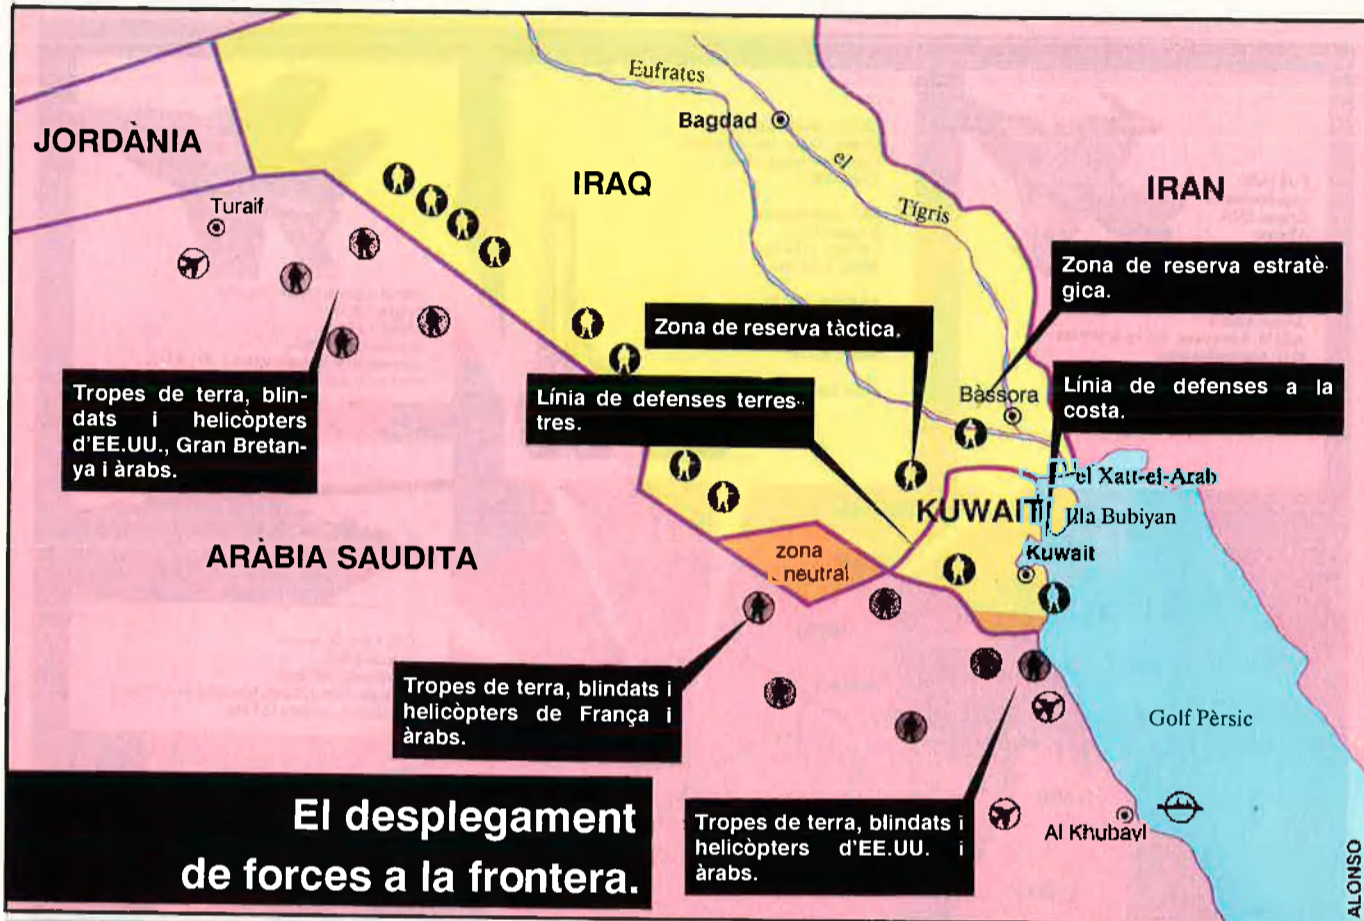 Eufrates
Bagdad
JORDÀNIA
IRAQ
el
IRAN
Turaif
Tígris
Zona de reserva estratè-
gica.
Zona de reserva tàctica.
Tropes de terra, blin-
dats i helicòpters
d'EE.UU., Gran Bretan-
ya i àrabs.
Línia de defenses terres-
tres.
Bàssora
Línia de defenses a la
costa.
el Xatt-el-Arab
KUWAIT
Illa Bubiyan
ARÀBIA SAUDITA
zona
neutral
Kuwait
Tropes de terra, blindats i
helicòpters de França i
àrabs.
Golf Pèrsic
El desplegament
de forces a la frontera.
Tropes de terra, blindats i
helicòpters d'EE.UU. i
àrabs.
Al Khubayl
ALONSO